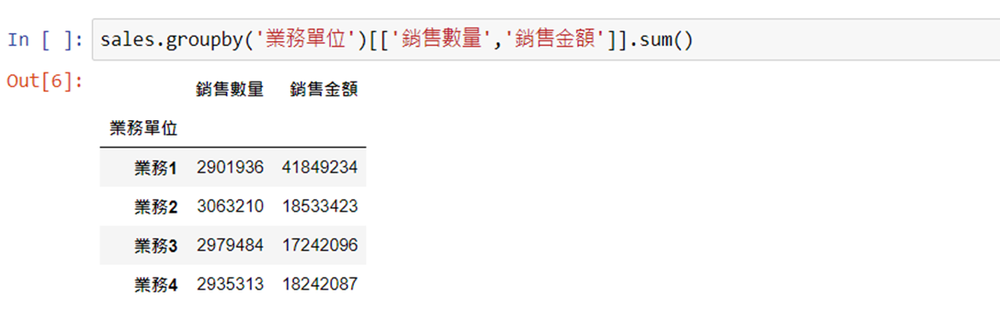 In [ ]: sales.groupby('業務單位')[['銷售數量','銷售金額']].sum()
Out[6]:
銷售數量 銷售金額
業務單位
業務1 2901936 41849234
業務2 3063210 18533423
業務3 2979484 17242096
業務4 2935313 18242087